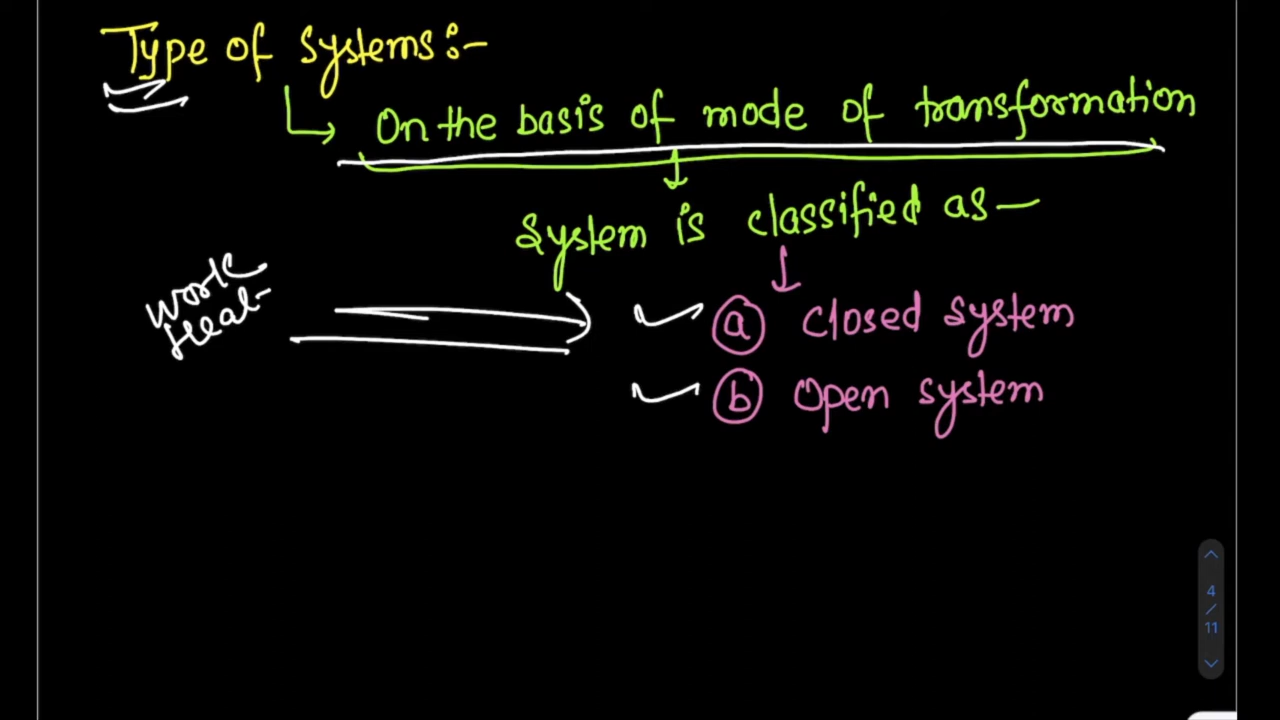 Type of Systems:-
On the basis of mode of transformation
System is classified as-
Work
Heat
a Closed system
b Open system
4
/
11